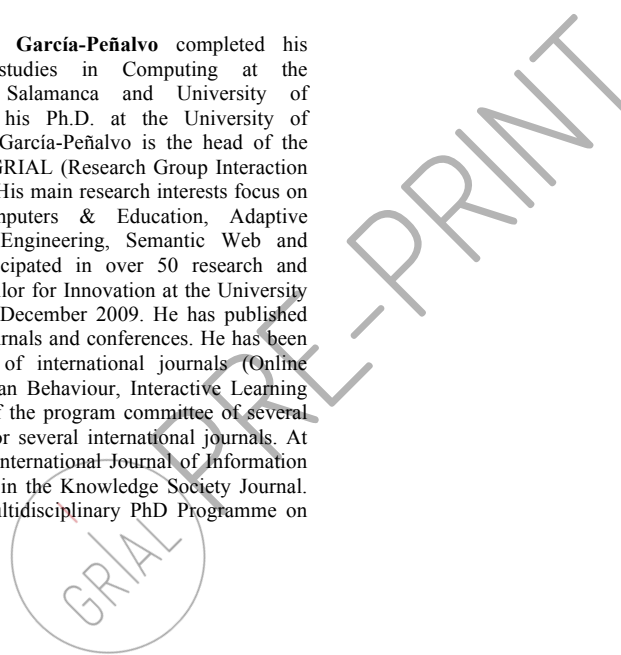 García-Peñalvo completed his
studies in Computing at the
Salamanca and University of
his Ph.D. at the University of
García-Peñalvo is the head of the
GRIAL (Research Group Interaction
His main research interests focus on
mputers & Education, Adaptive
Engineering, Semantic Web and
cipated in over 50 research and
llor for Innovation at the University
December 2009. He has published
rnals and conferences. He has been
of international journals (Online
an Behaviour, Interactive Learning
f the program committee of several
or several international journals. At
nternational Journal of Information
in the Knowledge Society Journal.
ltidisciplinary PhD Programme on
PRE-PRINT
GRIAL